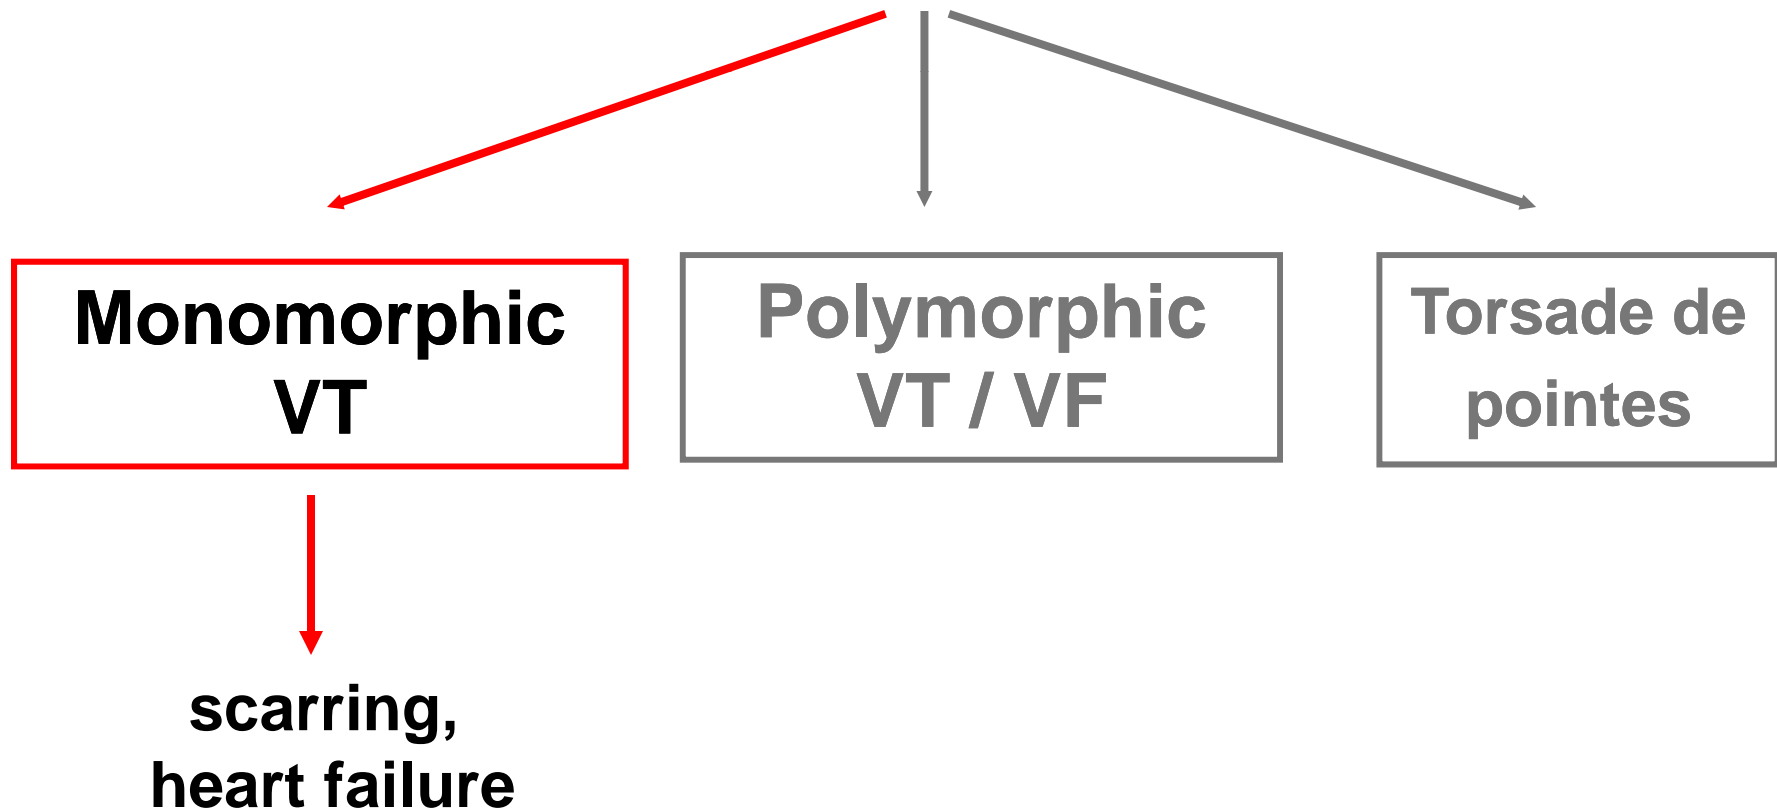 Monomorphic
VT
Polymorphic
VT / VF
Torsade de
pointes
scarring,
heart failure